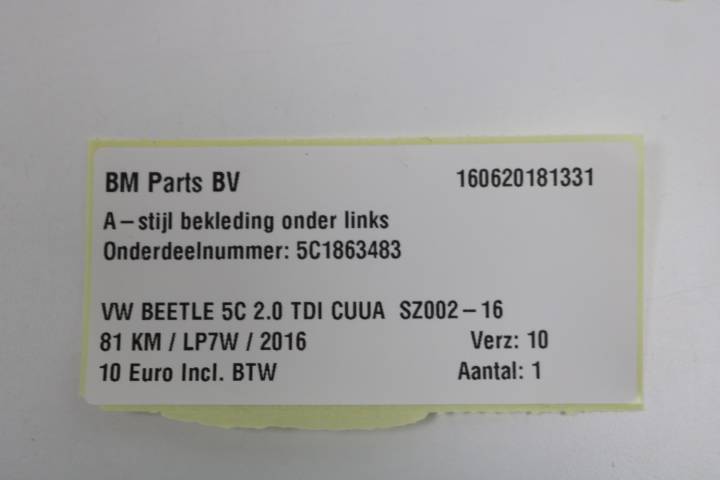 BM Parts BV 160620181331
A-stijl bekleding onder links
Onderdeelnummer: 5C1863483
VW BEETLE 5C 2.0 TDI CUUA SZ002-16
81 KM / LP7W / 2016 Verz: 10
10 Euro Incl. BTW Aantal: 1